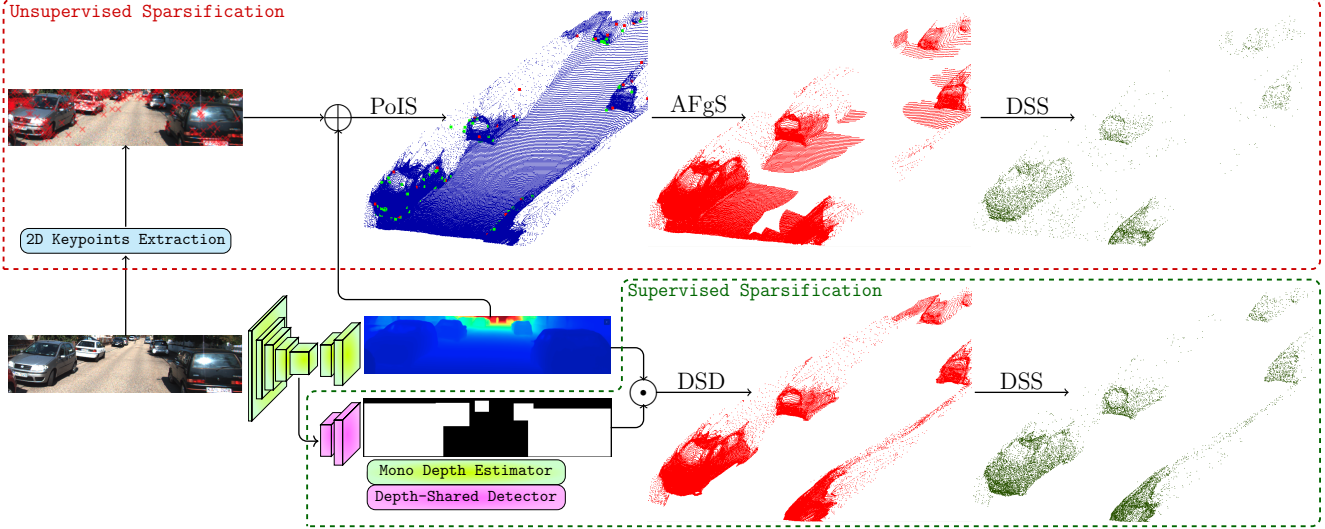 Unsupervised Sparsification
PoIS
AFgS
DSS
2D Keypoints Extraction
Supervised Sparsification
DSD
DSS
Mono Depth Estimator
Depth-Shared Detector